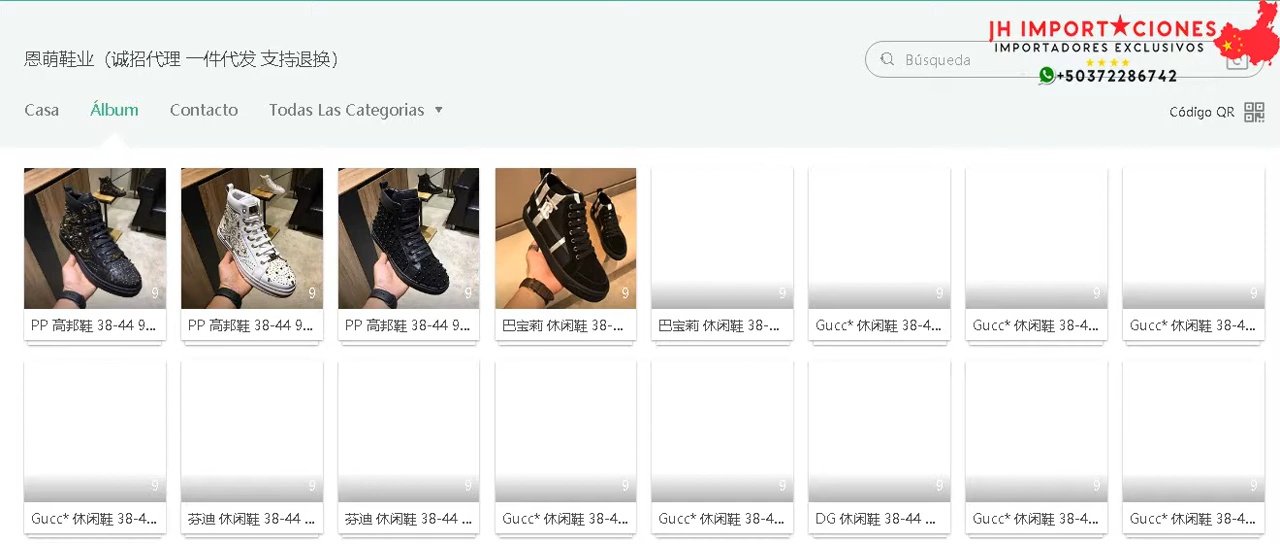 JH IMPORTACIONES
IMPORTADORES EXCLUSIVOS
+50372286742
恩萌鞋业（诚招代理 一件代发 支持退换）
Búsqueda
Casa
Álbum
Contacto
Todas Las Categorias
Código QR
9
9
9
9
9
9
9
9
PP 高邦鞋 38-44 9...
PP 高邦鞋 38-44 9...
PP 高邦鞋 38-44 9...
巴宝莉 休闲鞋 38-...
巴宝莉 休闲鞋 38-...
Gucc* 休闲鞋 38-4...
Gucc* 休闲鞋 38-4...
Gucc* 休闲鞋 38-4...
9
9
9
9
9
9
9
9
Gucc* 休闲鞋 38-4...
芬迪 休闲鞋 38-44 ...
芬迪 休闲鞋 38-44 ...
Gucc* 休闲鞋 38-4...
Gucc* 休闲鞋 38-4...
DG 休闲鞋 38-44 ...
Gucc* 休闲鞋 38-4...
Gucc* 休闲鞋 38-4...